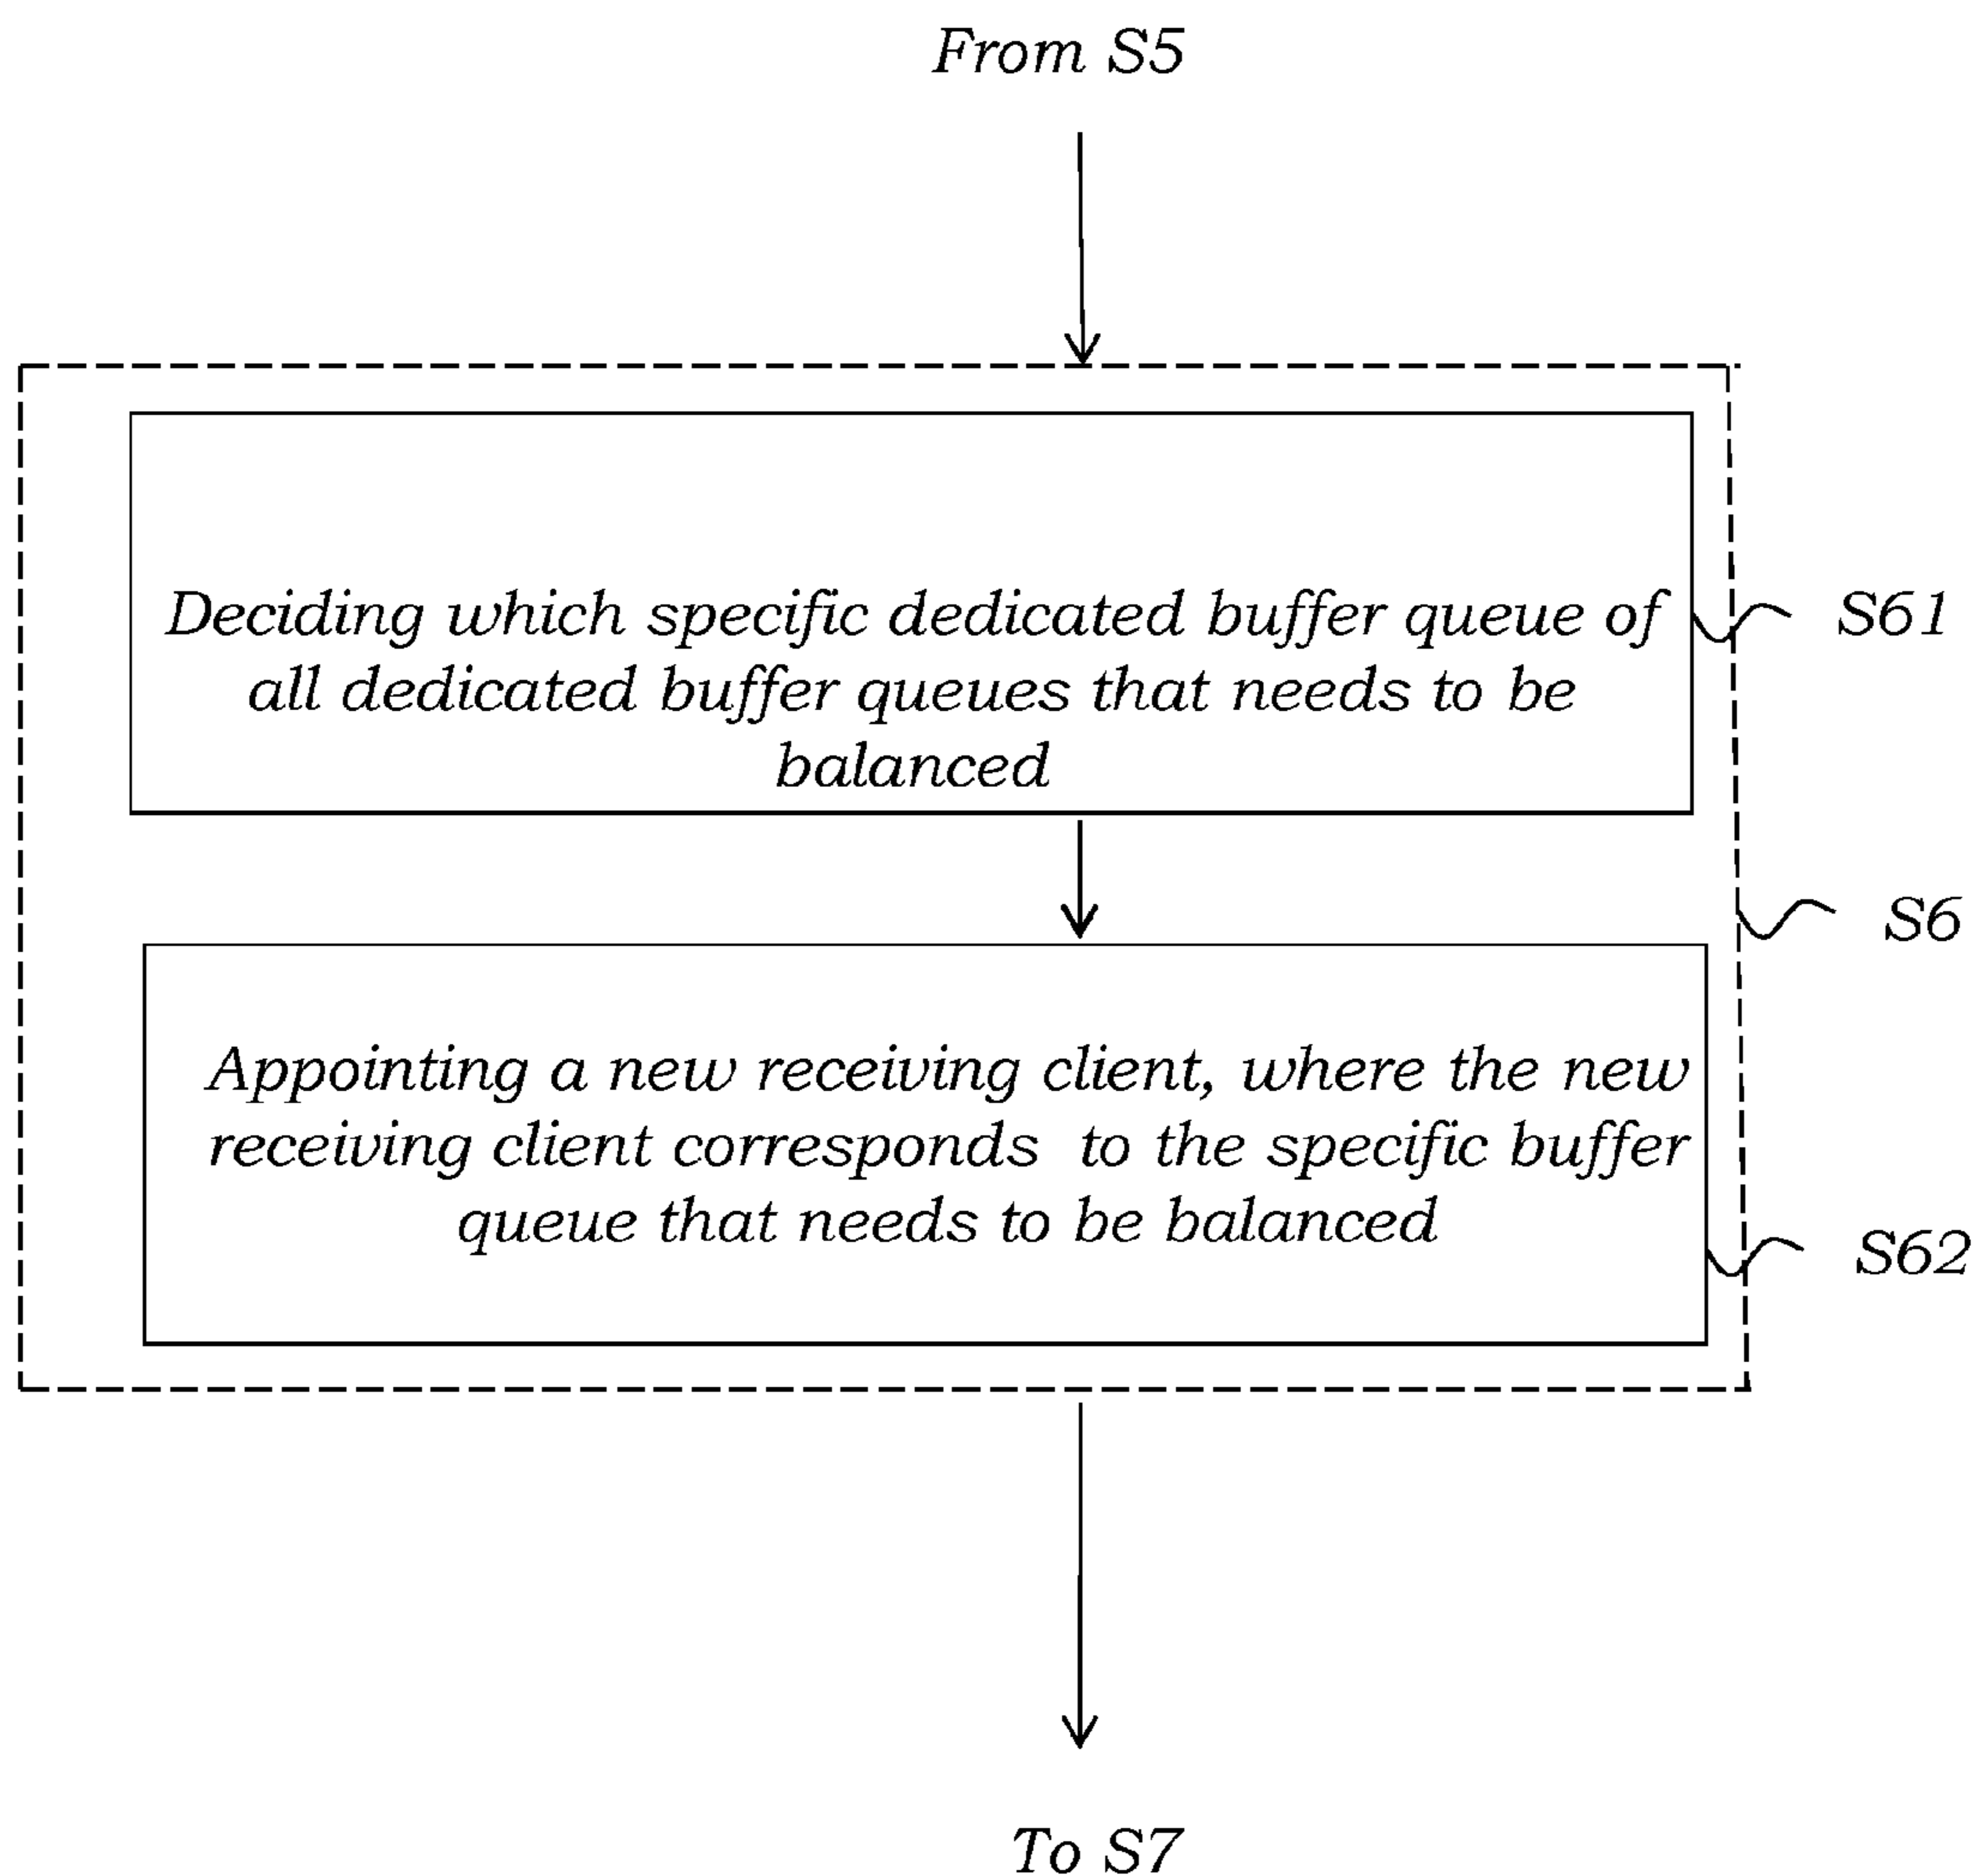 From S5
Deciding which specific dedicated buffer queue of
all dedicated buffer queues that needs to be
balanced
S61
S6
Appointing a new receiving client, where the new
receiving client corresponds to the specific buffer
queue that needs to be balanced
S62
To S7